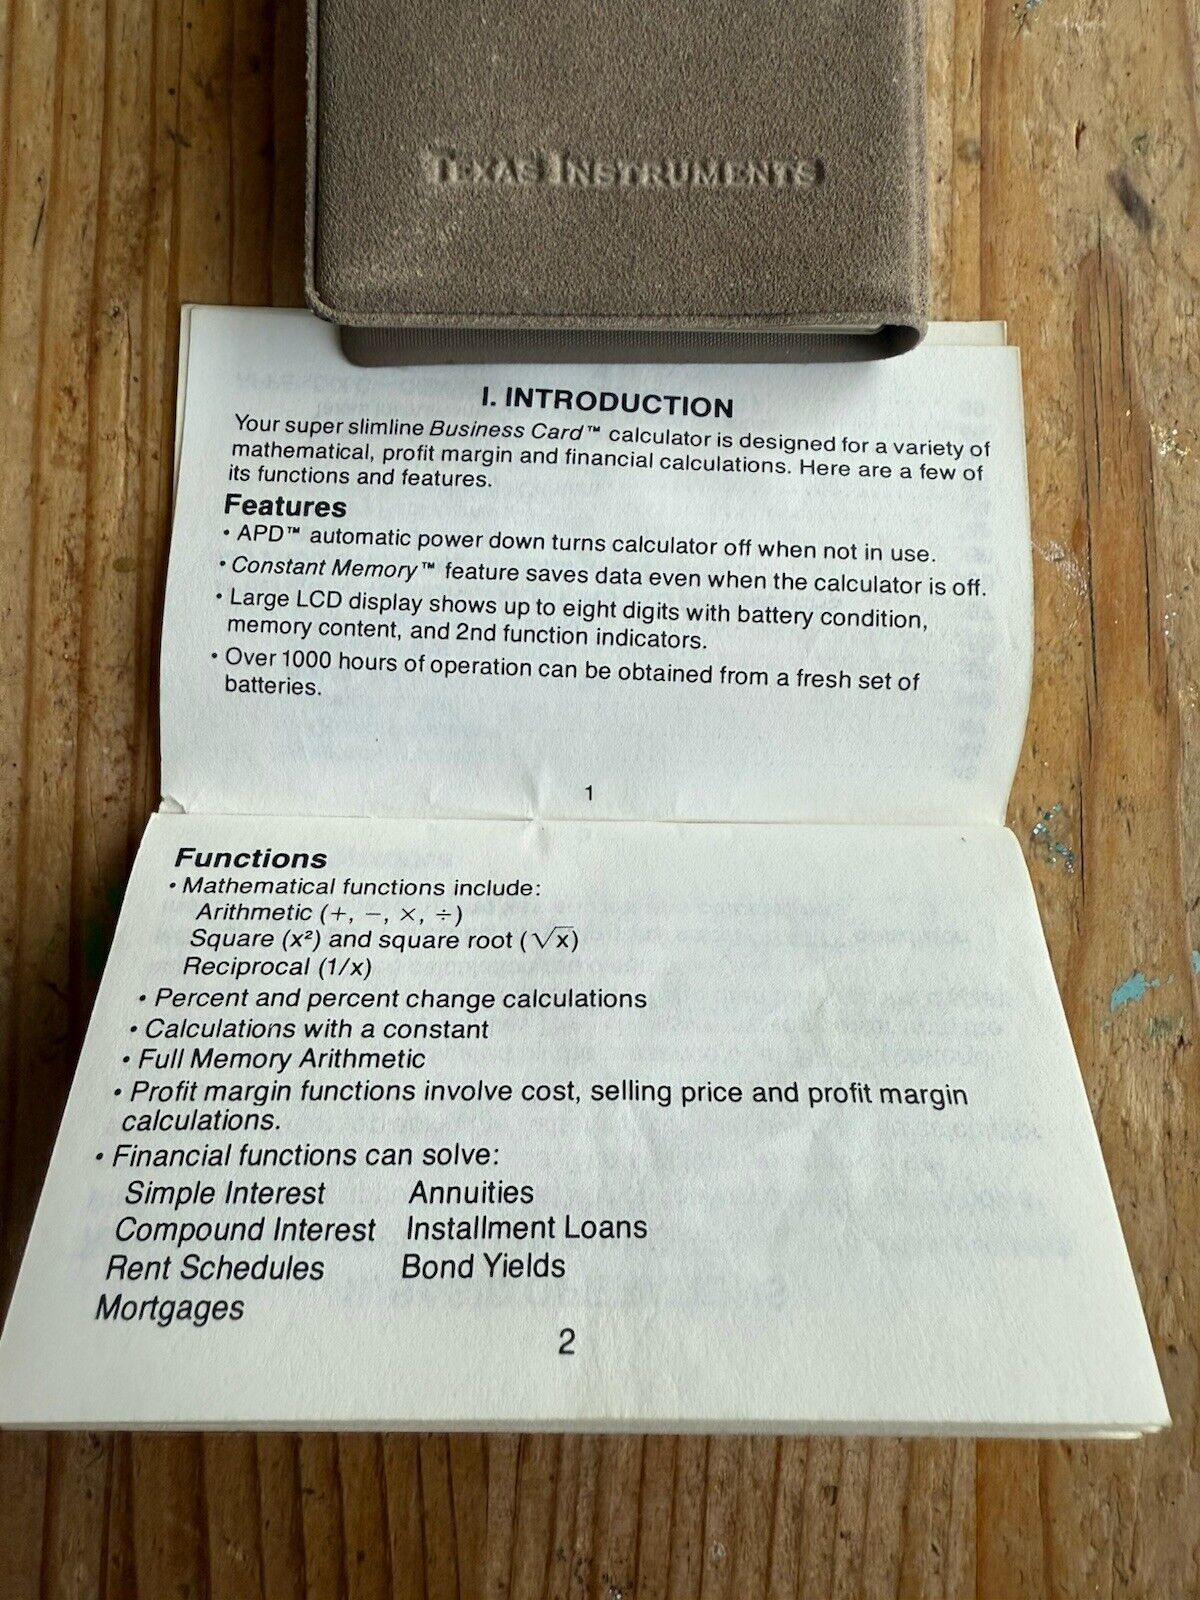 TEXAS INSTRUMENTS
I. INTRODUCTION
Your super slimline Business Card™ calculator is designed for a variety of
mathematical, profit margin and financial calculations. Here are a few of
its functions and features.
Features
• APD™ automatic power down turns calculator off when not in use.
• Constant Memory™ feature saves data even when the calculator is off.
• Large LCD display shows up to eight digits with battery condition,
memory content, and 2nd function indicators.
• Over 1000 hours of operation can be obtained from a fresh set of
batteries.
1
Functions
• Mathematical functions include:
Arithmetic (+, −, ×, ÷)
Square (x²) and square root (√x)
Reciprocal (1/x)
• Percent and percent change calculations
• Calculations with a constant
• Full Memory Arithmetic
• Profit margin functions involve cost, selling price and profit margin
calculations.
• Financial functions can solve:
Simple Interest Annuities
Compound Interest Installment Loans
Rent Schedules Bond Yields
Mortgages
2